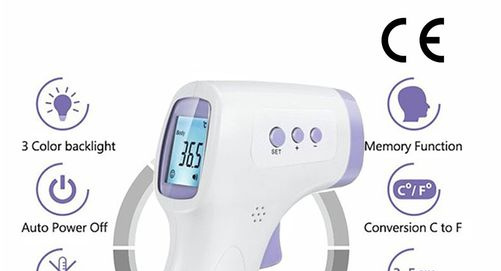 CE
3 Color backlight
Memory Function
°C
Body
36.5
SET
+
-
C°/F°
Auto Power Off
Conversion C to F